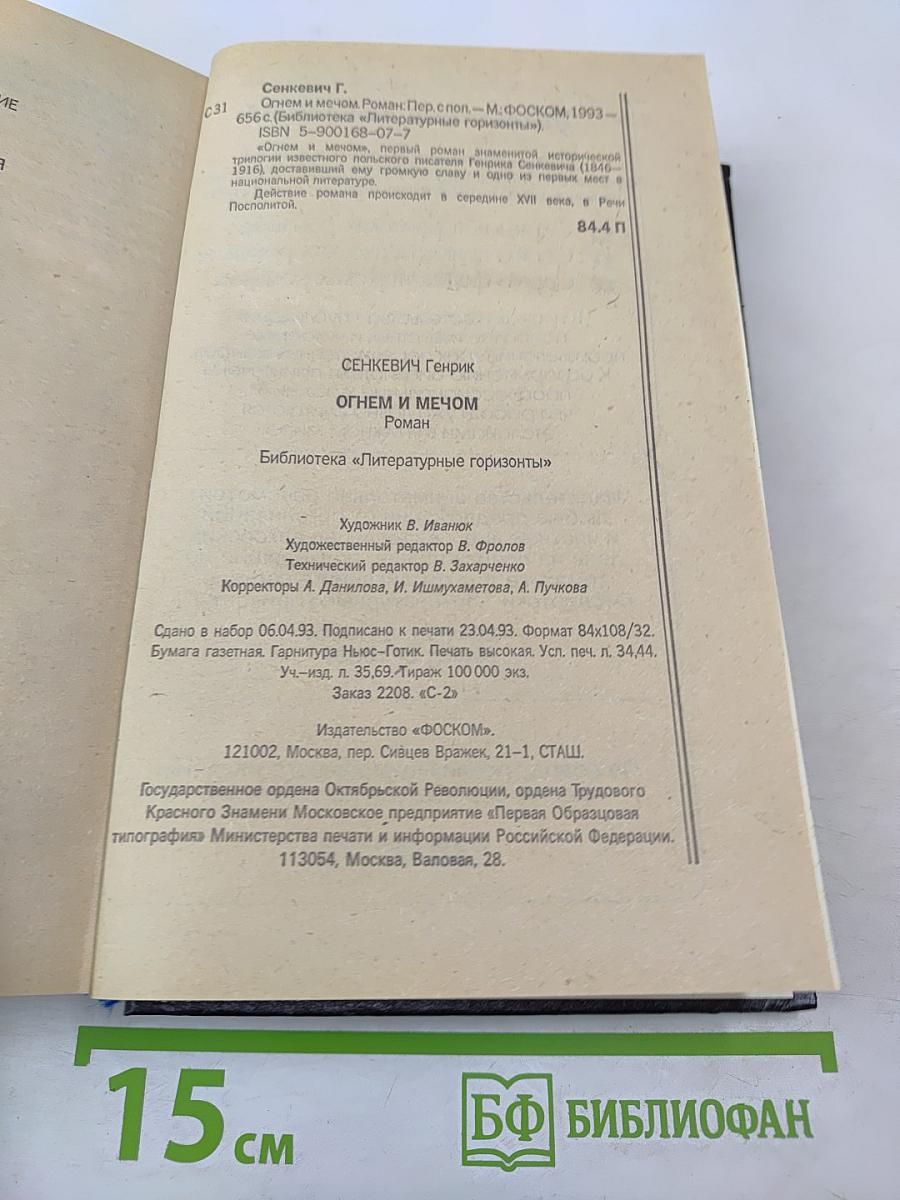 ИЕ
Я
Сенкевич Г.
С31 Огнем и мечом. Роман: Пер. с пол. — М.: ФОСКОМ, 1993 —
656 с. (Библиотека «Литературные горизонты»).
ISBN 5-900168-07-7
«Огнем и мечом», первый роман знаменитой исторической
трилогии известного польского писателя Генрика Сенкевича (1846—
1916), доставивший ему громкую славу и одно из первых мест в
национальной литературе.
Действие романа происходит в середине XVII века, в Речи
Посполитой.
84.4 П
СЕНКЕВИЧ Генрик
ОГНЕМ И МЕЧОМ
Роман
Библиотека «Литературные горизонты»
Художник В. Иванюк
Художественный редактор В. Фролов
Технический редактор В. Захарченко
Корректоры А. Данилова, И. Ишмухаметова, А. Пучкова
Сдано в набор 06.04.93. Подписано к печати 23.04.93. Формат 84х108/32.
Бумага газетная. Гарнитура Ньюс-Готик. Печать высокая. Усл. печ. л. 34,44.
Уч.-изд. л. 35,69. Тираж 100 000 экз.
Заказ 2208. «С-2»
Издательство «ФОСКОМ».
121002, Москва, пер. Сивцев Вражек, 21-1, СТАШ.
Государственное ордена Октябрьской Революции, ордена Трудового
Красного Знамени Московское предприятие «Первая Образцовая
типография» Министерства печати и информации Российской Федерации.
113054, Москва, Валовая, 28.
15 см
БФ БИБЛИОФАН